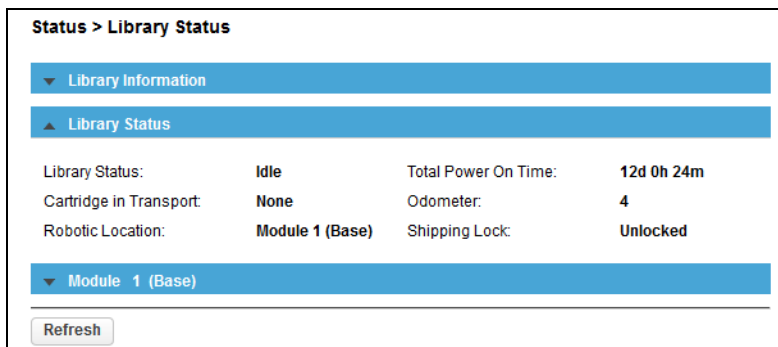 Status > Library Status
Library Information
Library Status
Library Status: Idle Total Power On Time: 12d 0h 24m
Cartridge in Transport: None Odometer: 4
Robotic Location: Module 1 (Base) Shipping Lock: Unlocked
Module 1 (Base)
Refresh